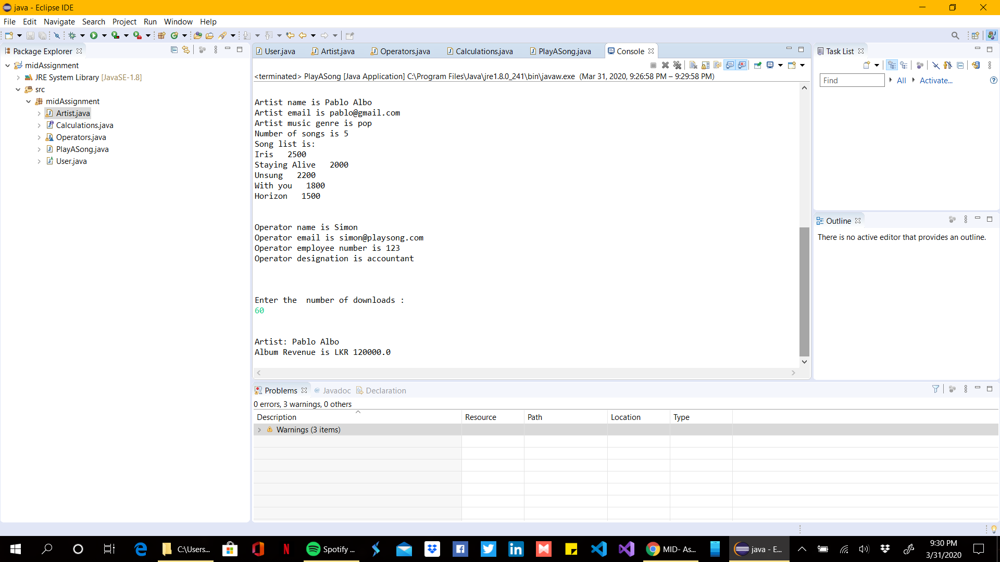 java - Eclipse IDE
File Edit Navigate Search Project Run Window Help
Package Explorer
midAssignment
JRE System Library [JavaSE-1.8]
src
midAssignment
Artist.java
Calculations.java
Operators.java
PlayASong.java
User.java
User.java Artist.java Operators.java Calculations.java PlayASong.java Console
<terminated> PlayASong [Java Application] C:\Program Files\Java\jre1.8.0_241\bin\javaw.exe (Mar 31, 2020, 9:26:58 PM – 9:29:58 PM)
Artist name is Pablo Albo
Artist email is pablo@gmail.com
Artist music genre is pop
Number of songs is 5
Song list is:
Iris   2500
Staying Alive   2000
Unsung   2200
With you   1800
Horizon   1500
Operator name is Simon
Operator email is simon@playsong.com
Operator employee number is 123
Operator designation is accountant
Enter the  number of downloads :
60
Artist: Pablo Albo
Album Revenue is LKR 120000.0
Task List
Find All Activate...
Outline
There is no active editor that provides an outline.
Problems Javadoc Declaration
0 errors, 3 warnings, 0 others
Description Resource Path Location Type
Warnings (3 items)
C:\Users... Spotify ... MID- As... java - E...
9:30 PM
3/31/2020